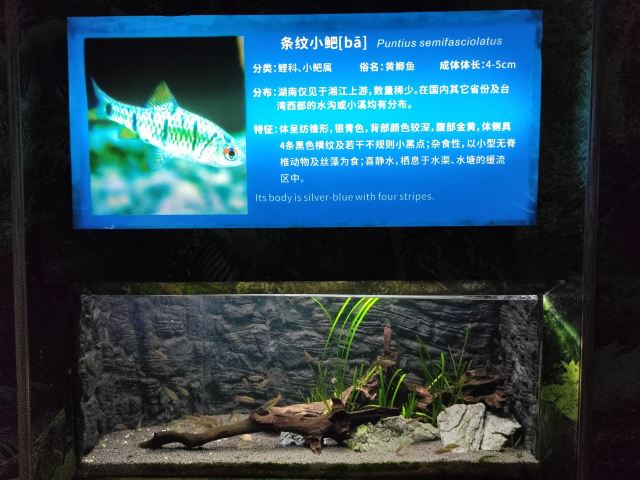 条纹小鲃[bā] Puntius semifasciolatus
分类:鲤科、小鲃属 俗名:黄鲫鱼 成体体长:4-5cm
分布:湖南仅见于湘江上游,数量稀少。在国内其它省份及台
湾西部的水沟或小溪均有分布。
特征:体呈纺锤形,银青色,背部颜色较深,腹部金黄,体侧具
4条黑色横纹及若干不规则小黑点;杂食性,以小型无脊
椎动物及丝藻为食;喜静水,栖息于水渠、水塘的缓流
区中。
Its body is silver-blue with four stripes.